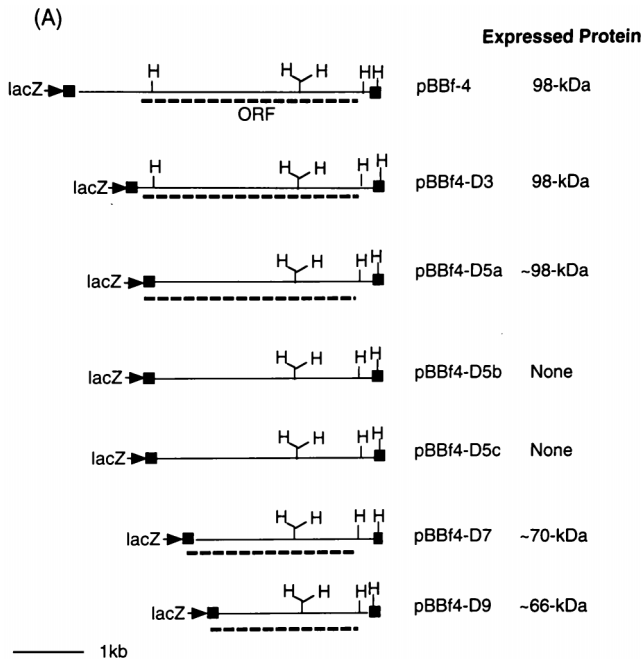 (A)
Expressed Protein
H H H HH
lacZ pBBf-4 98-kDa
ORF
H H H H H
lacZ pBBf4-D3 98-kDa
H H H H
lacZ pBBf4-D5a ~98-kDa
H H H H
lacZ pBBf4-D5b None
H H H H
lacZ pBBf4-D5c None
H H H H
lacZ pBBf4-D7 ~70-kDa
H H H H
lacZ pBBf4-D9 ~66-kDa
1kb